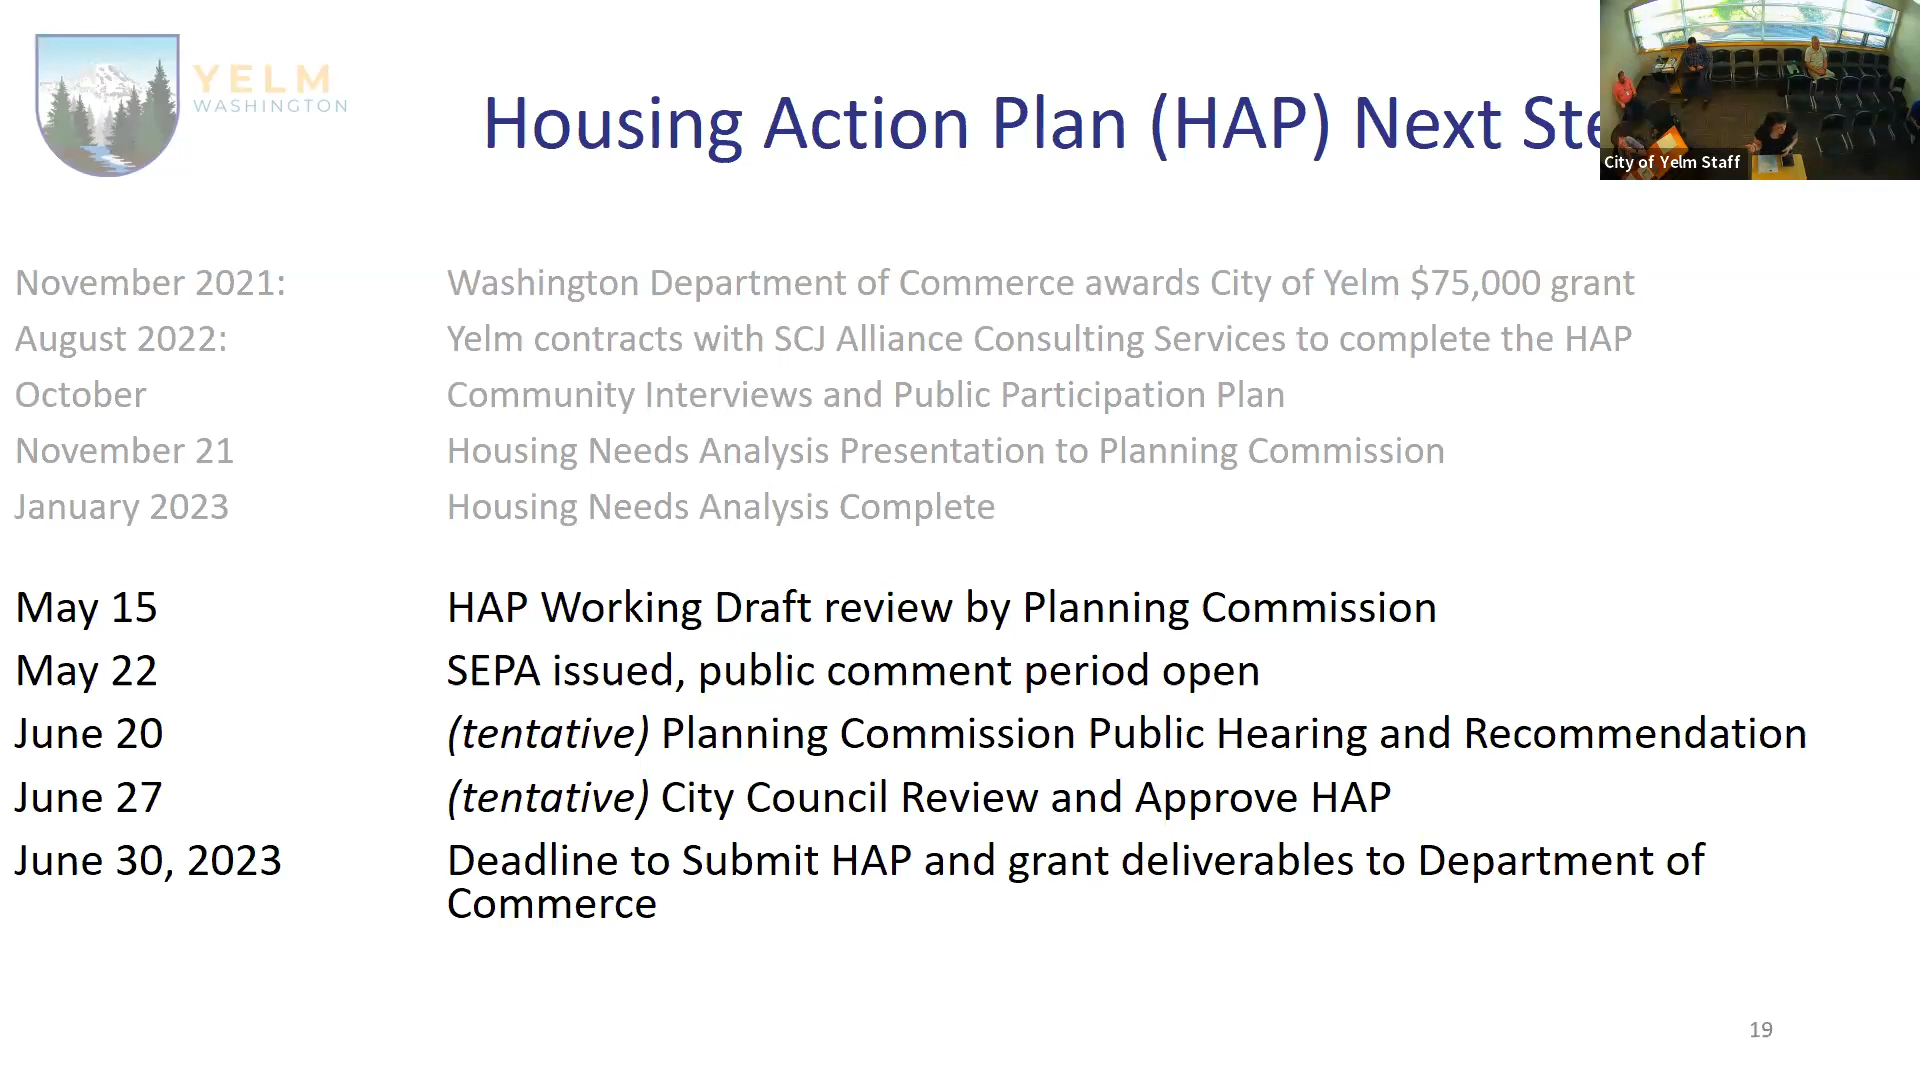 YELM
WASHINGTON
Housing Action Plan (HAP) Next Ste
City of Yelm Staff
November 2021: Washington Department of Commerce awards City of Yelm $75,000 grant
August 2022: Yelm contracts with SCJ Alliance Consulting Services to complete the HAP
October Community Interviews and Public Participation Plan
November 21 Housing Needs Analysis Presentation to Planning Commission
January 2023 Housing Needs Analysis Complete
May 15 HAP Working Draft review by Planning Commission
May 22 SEPA issued, public comment period open
June 20 (tentative) Planning Commission Public Hearing and Recommendation
June 27 (tentative) City Council Review and Approve HAP
June 30, 2023 Deadline to Submit HAP and grant deliverables to Department of
Commerce
19